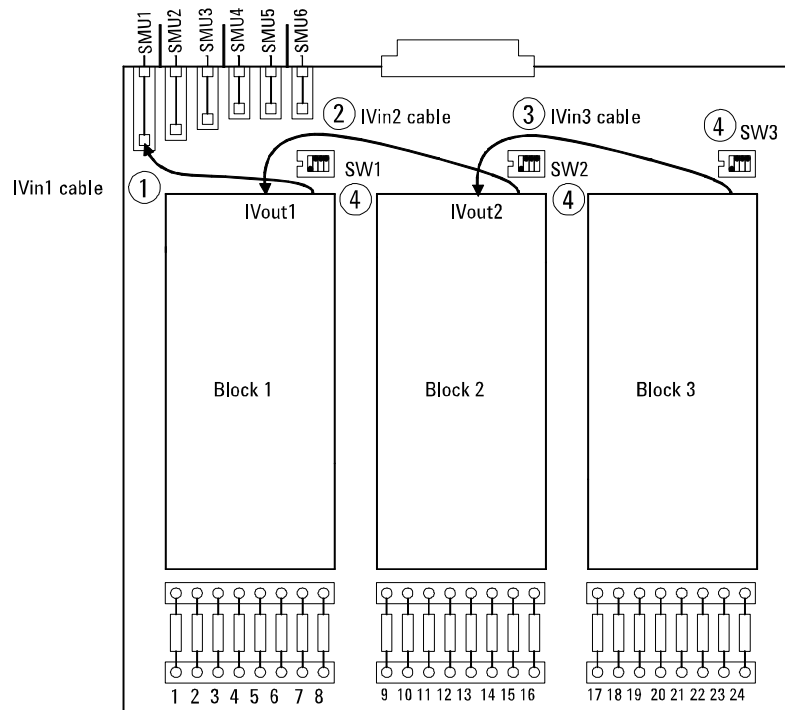 SMU1 SMU2 SMU3 SMU4 SMU5 SMU6
2 IVin2 cable 3 IVin3 cable 4 SW3
IVin1 cable 1 SW1 SW2
4 4
IVout1 IVout2
Block 1 Block 2 Block 3
1 2 3 4 5 6 7 8 9 10 11 12 13 14 15 16 17 18 19 20 21 22 23 24